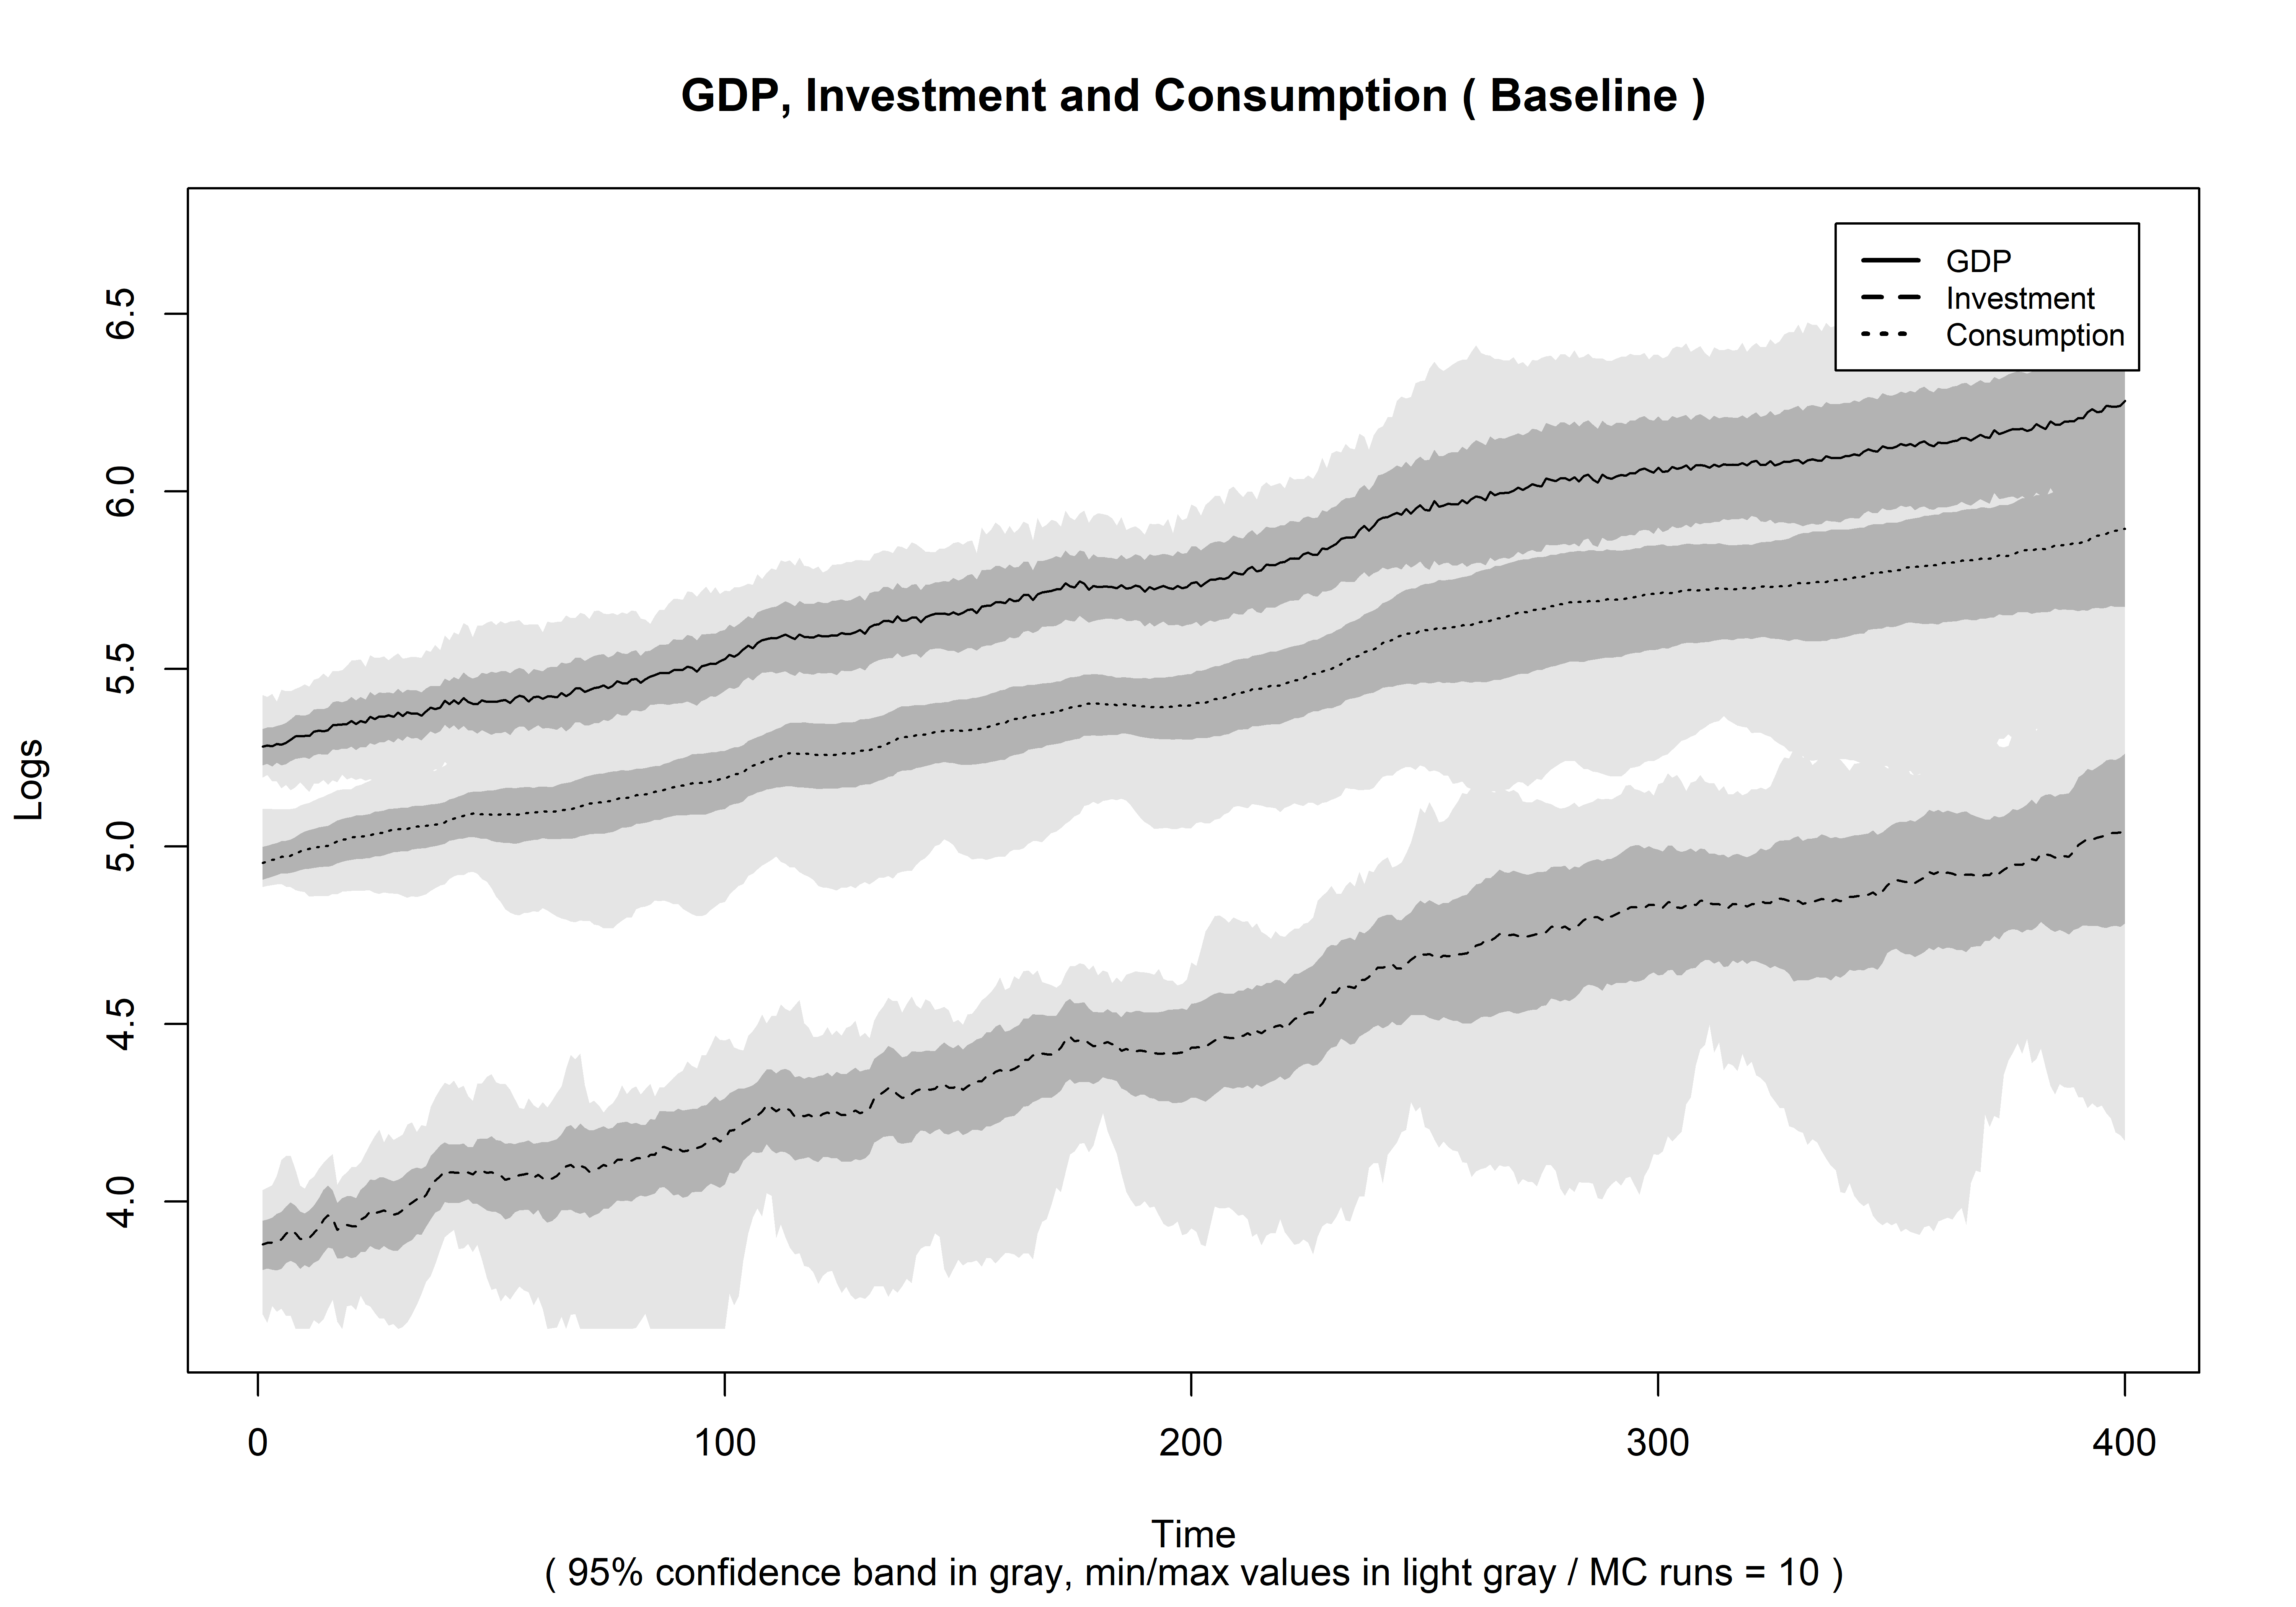 GDP, Investment and Consumption ( Baseline )
GDP
Investment
Consumption
Logs
6.5
6.0
5.5
5.0
4.5
4.0
0 100 200 300 400
Time
( 95% confidence band in gray, min/max values in light gray / MC runs = 10 )